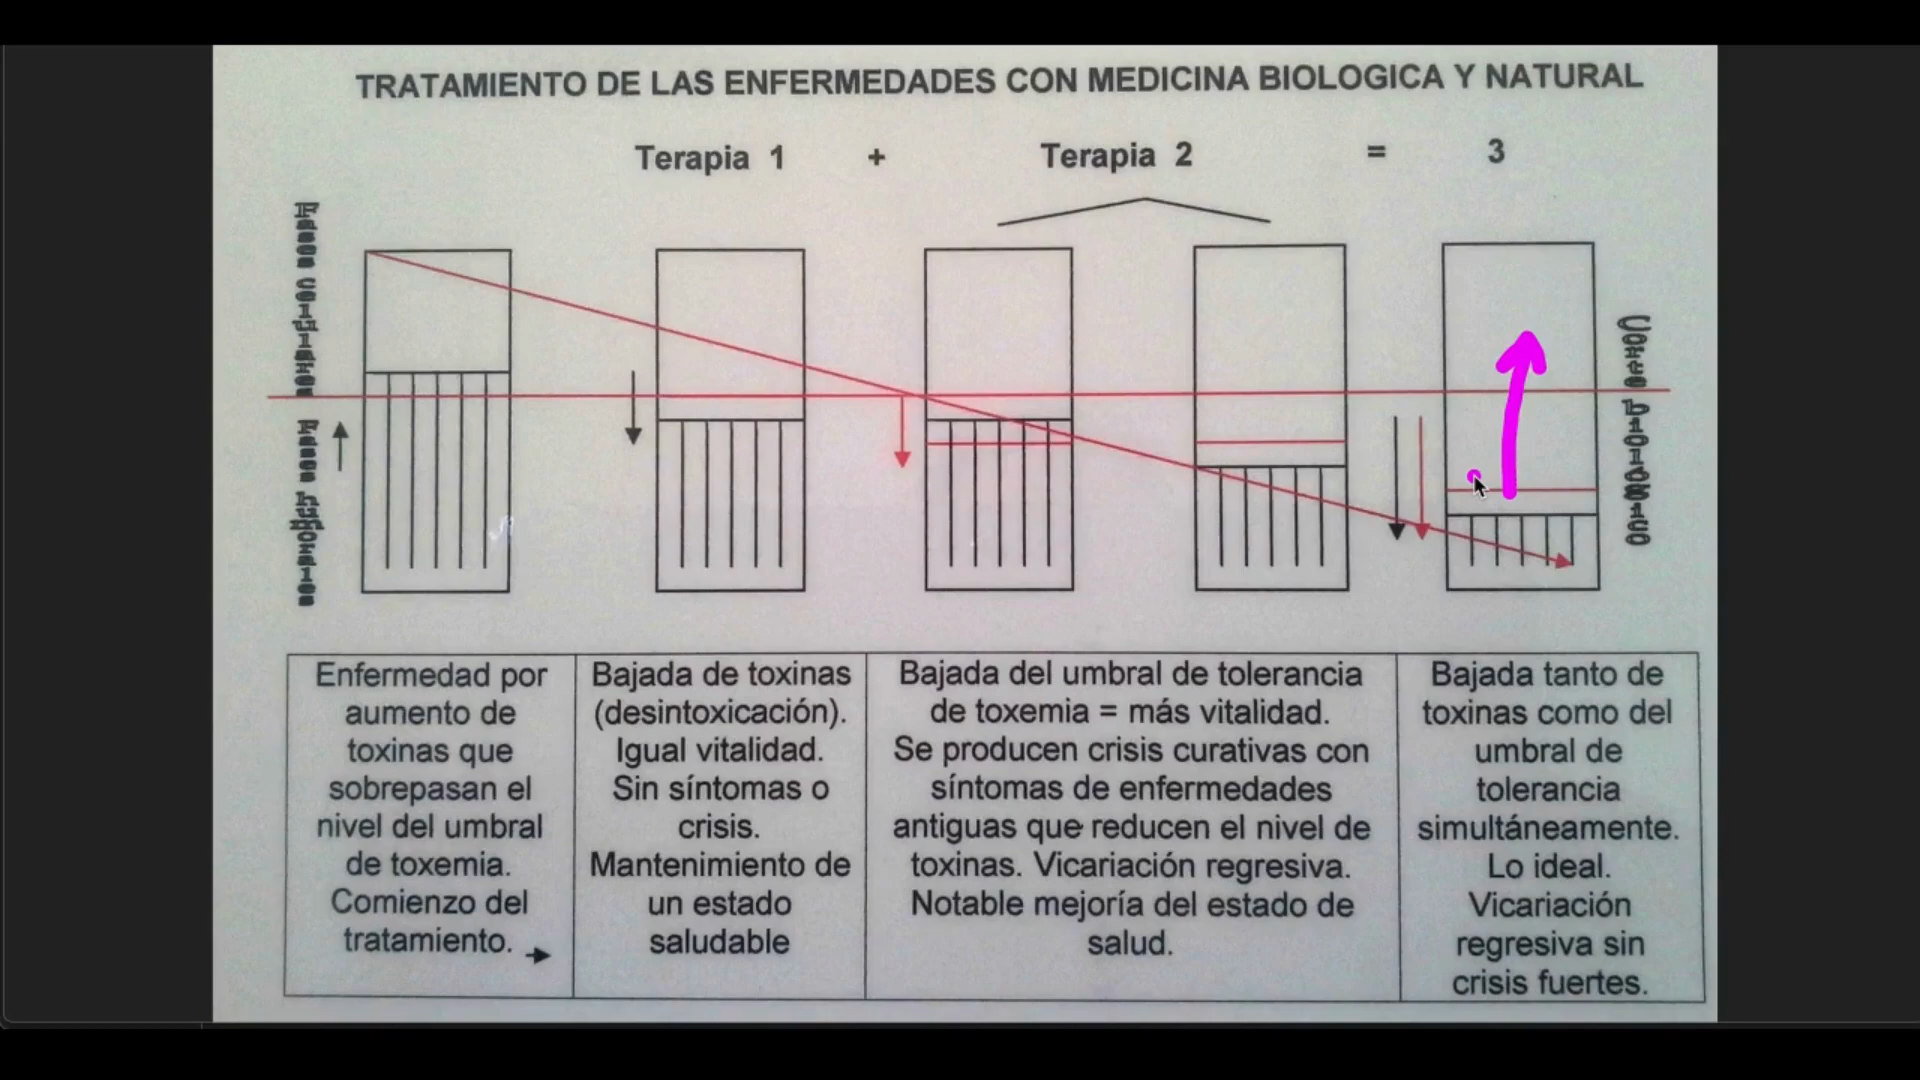 TRATAMIENTO DE LAS ENFERMEDADES CON MEDICINA BIOLOGICA Y NATURAL
Terapia 1 + Terapia 2 = 3
Enfermedad por
aumento de
toxinas que
sobrepasan el
nivel del umbral
de toxemia.
Comienzo del
tratamiento.
Bajada de toxinas
(desintoxicación).
Igual vitalidad.
Sin síntomas o
crisis.
Mantenimiento de
un estado
saludable
Bajada del umbral de tolerancia
de toxemia = más vitalidad.
Se producen crisis curativas con
síntomas de enfermedades
antiguas que reducen el nivel de
toxinas. Vicariación regresiva.
Notable mejoría del estado de
salud.
Bajada tanto de
toxinas como del
umbral de
tolerancia
simultáneamente.
Lo ideal.
Vicariación
regresiva sin
crisis fuertes.